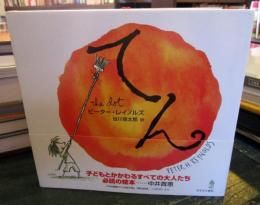 てん
the dot
ピーター・レイノルズ
谷川俊太郎 訳
PETER H. REYNOLDS
子どもとかかわるすべての大人たち
必読の絵本……中井貴惠